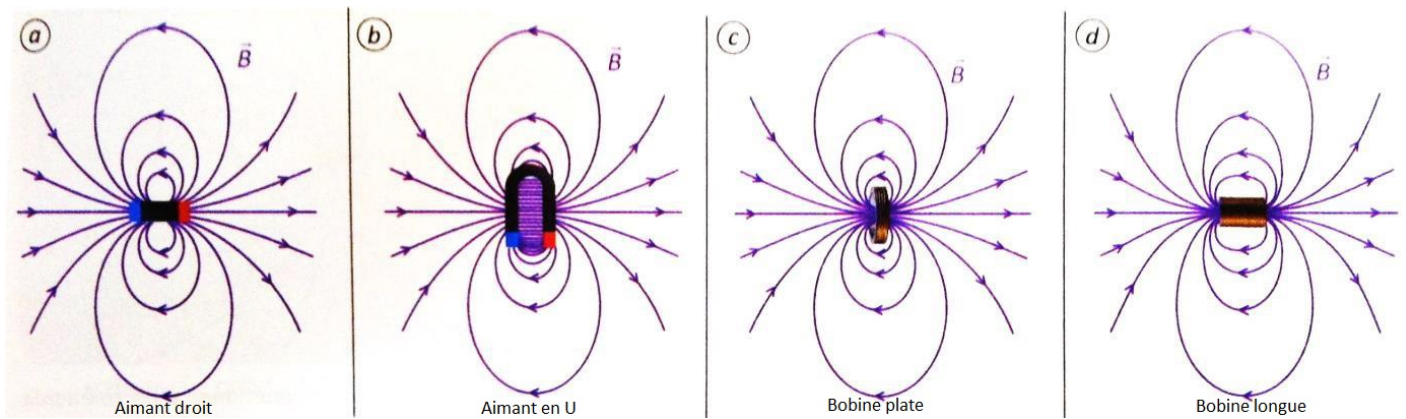 a
B
b
B
c
B
d
B
Aimant droit
Aimant en U
Bobine plate
Bobine longue